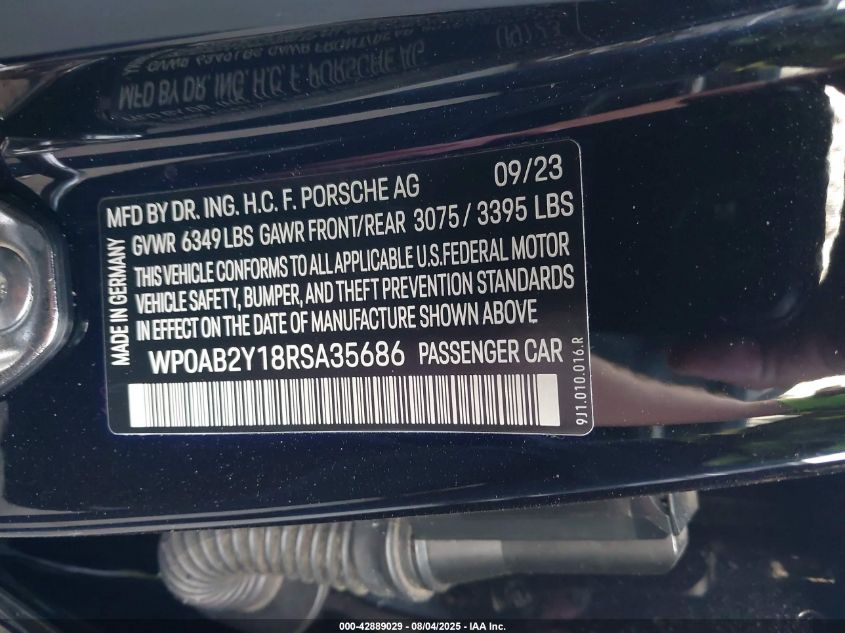 MFD BY DR. ING. H.C. F. PORSCHE AG 09/23
GVWR 6349 LBS GAWR FRONT/REAR 3075 / 3395 LBS
THIS VEHICLE CONFORMS TO ALL APPLICABLE U.S.FEDERAL MOTOR
VEHICLE SAFETY, BUMPER, AND THEFT PREVENTION STANDARDS
IN EFFECT ON THE DATE OF MANUFACTURE SHOWN ABOVE
WP0AB2Y18RSA35686 PASSENGER CAR
MADE IN GERMANY
9J1.010.016.R
000-42889029 - 08/04/2025 - IAA Inc.